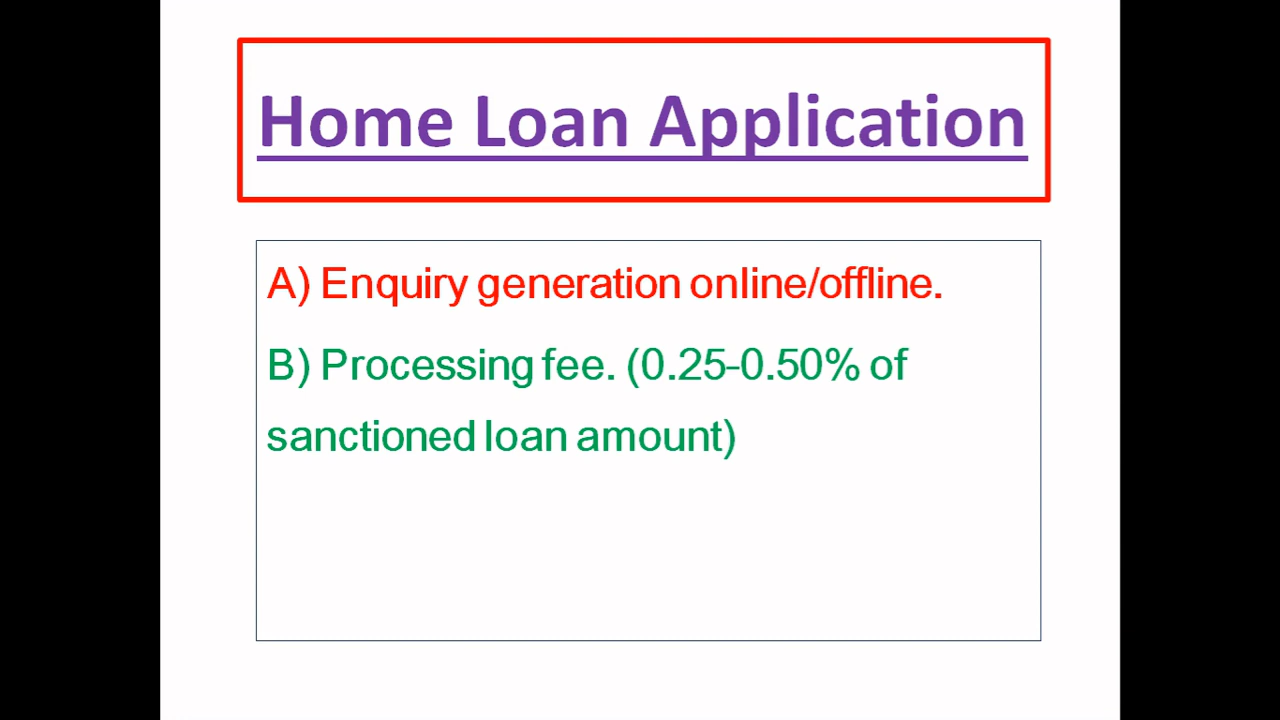 Home Loan Application
A) Enquiry generation online/offline.
B) Processing fee. (0.25-0.50% of
sanctioned loan amount)